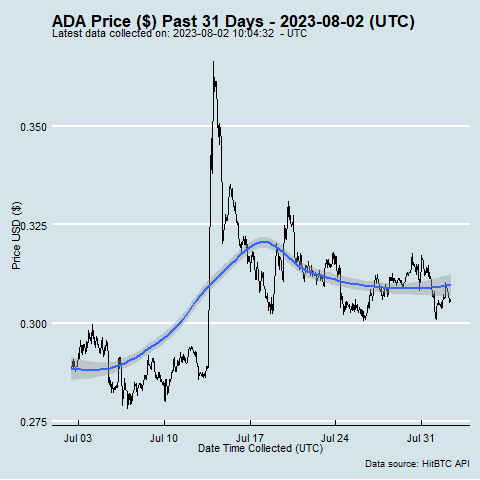 ADA Price ($) Past 31 Days - 2023-08-02 (UTC)
Latest data collected on: 2023-08-02 10:04:32 - UTC
Price USD ($)
0.350
0.325
0.300
0.275
Jul 03
Jul 10
Jul 17
Jul 24
Jul 31
Date Time Collected (UTC)
Data source: HitBTC API